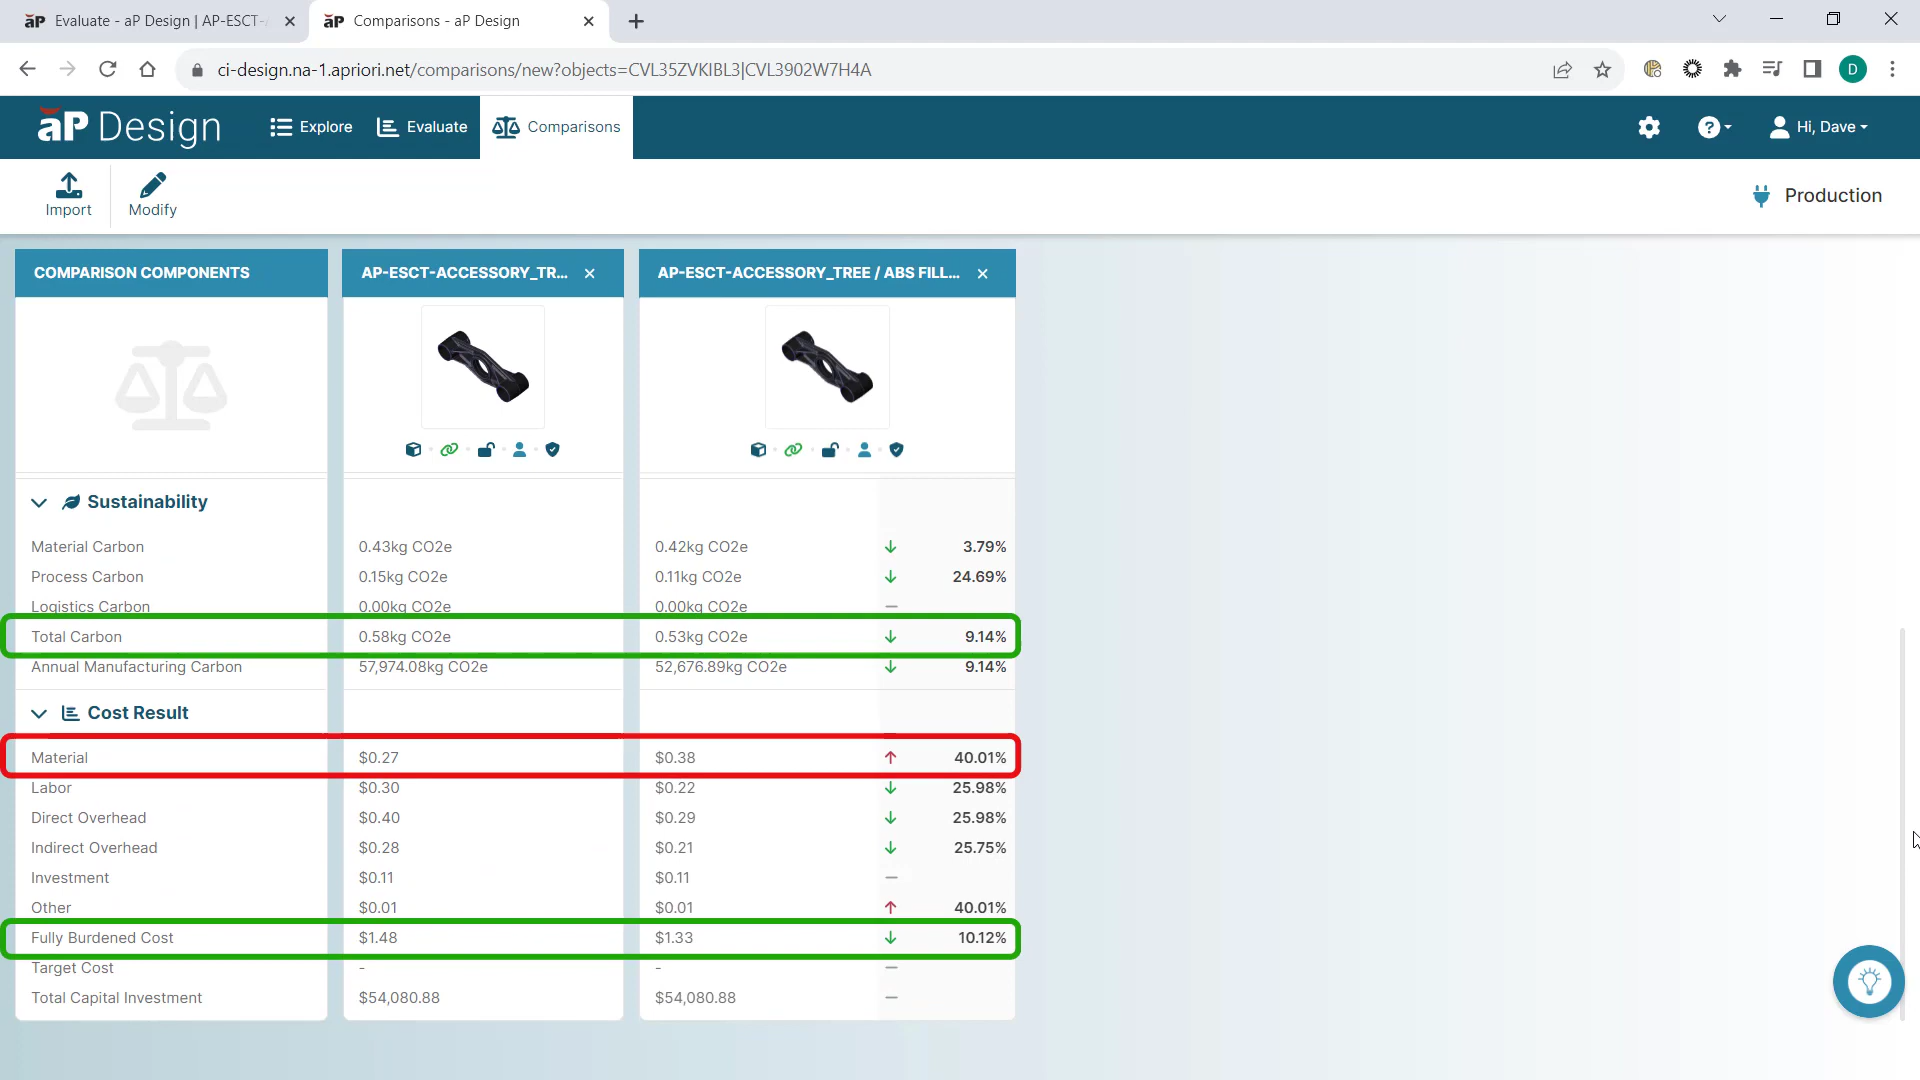 aP Evaluate - aP Design | AP-ESCT-
aP Comparisons - aP Design
ci-design.na-1.apriori.net/comparisons/new?objects=CVL35ZVKIBL3|CVL3902W7H4A
D
aP Design Explore Evaluate Comparisons ? Hi, Dave
Import Modify Production
COMPARISON COMPONENTS AP-ESCT-ACCESSORY_TR... AP-ESCT-ACCESSORY_TREE / ABS FILL...
Sustainability
Material Carbon 0.43kg CO2e 0.42kg CO2e 3.79%
Process Carbon 0.15kg CO2e 0.11kg CO2e 24.69%
Logistics Carbon 0.00kg CO2e 0.00kg CO2e —
Total Carbon 0.58kg CO2e 0.53kg CO2e 9.14%
Annual Manufacturing Carbon 57,974.08kg CO2e 52,676.89kg CO2e 9.14%
Cost Result
Material $0.27 $0.38 40.01%
Labor $0.30 $0.22 25.98%
Direct Overhead $0.40 $0.29 25.98%
Indirect Overhead $0.28 $0.21 25.75%
Investment $0.11 $0.11 —
Other $0.01 $0.01 40.01%
Fully Burdened Cost $1.48 $1.33 10.12%
Target Cost - - —
Total Capital Investment $54,080.88 $54,080.88 —